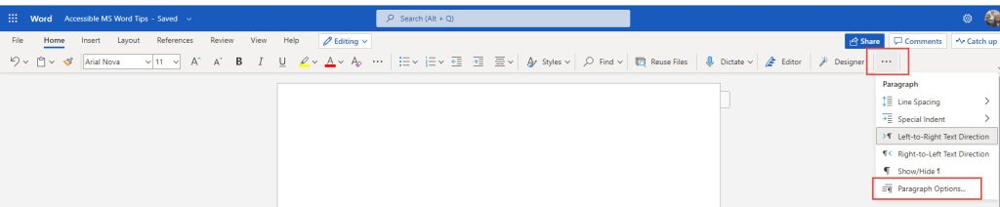 Word Accessible MS Word Tips - Saved Search (Alt + Q)
File Home Insert Layout References Review View Help Editing Share Comments Catch up
Arial Nova 11 A A B I U A A Styles Find Reuse Files Dictate Editor Designer
Paragraph
Line Spacing
Special Indent
Left-to-Right Text Direction
Right-to-Left Text Direction
Show/Hide ¶
Paragraph Options...